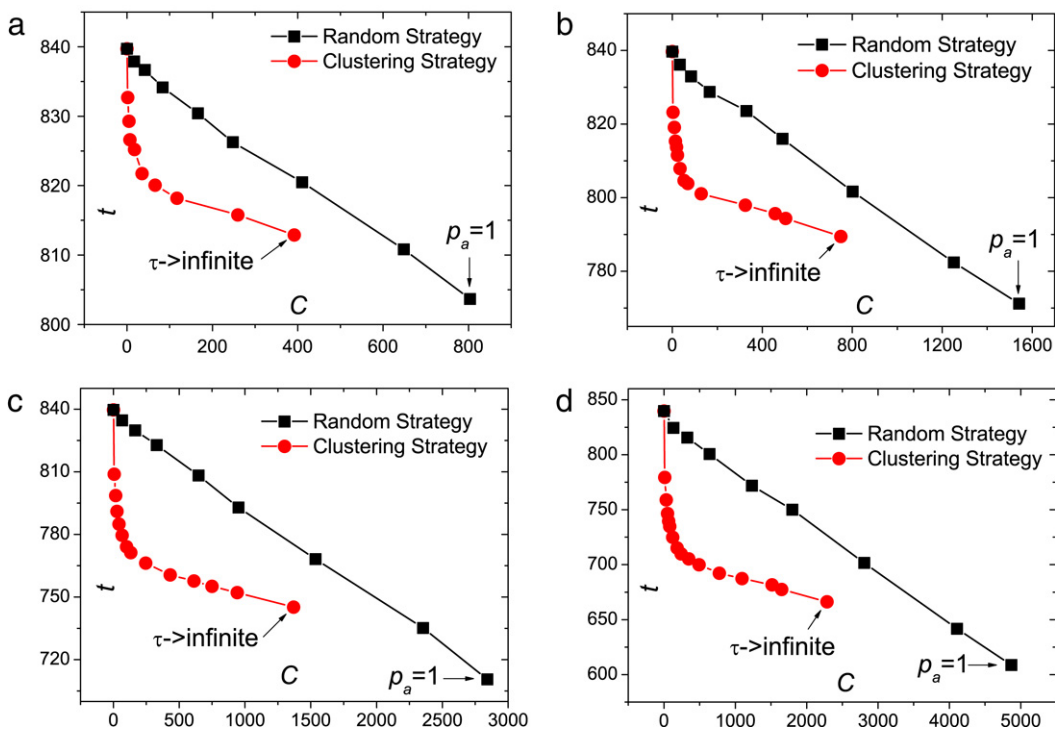 a
840
830
820
810
800
t
Random Strategy
Clustering Strategy
p_a=1
τ->infinite
C
0 200 400 600 800
b
840
820
800
780
t
Random Strategy
Clustering Strategy
p_a=1
τ->infinite
C
0 400 800 1200 1600
c
840
810
780
750
720
t
Random Strategy
Clustering Strategy
τ->infinite
p_a=1
C
0 500 1000 1500 2000 2500 3000
d
850
800
750
700
650
600
t
Random Strategy
Clustering Strategy
τ->infinite
p_a=1
C
0 1000 2000 3000 4000 5000